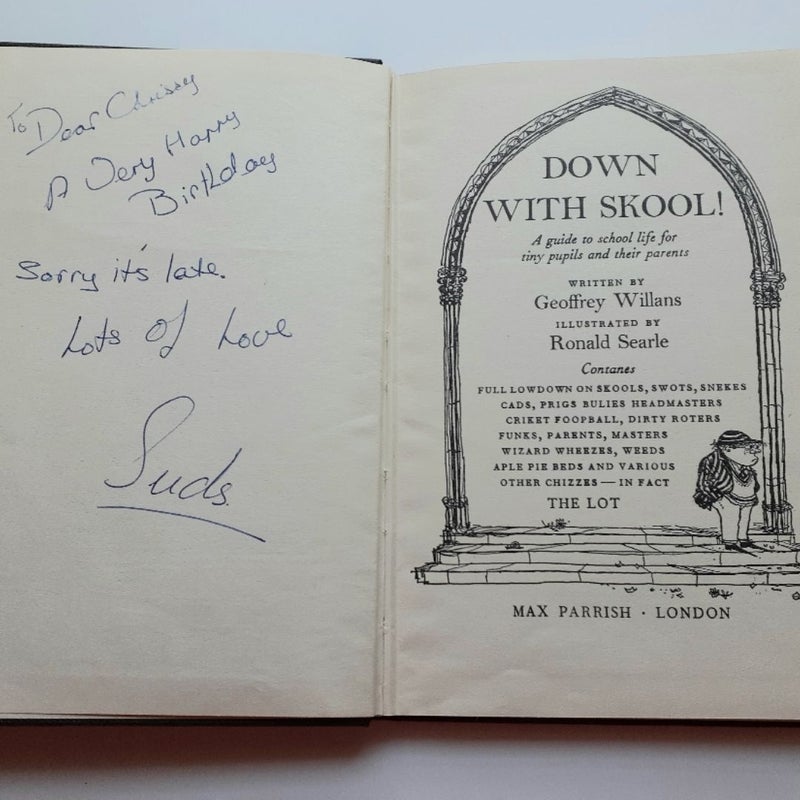 To Dear Chrissy
A Very Happy
Birthday
Sorry it's late.
Lots Of Love
Suds.
DOWN
WITH SKOOL!
A guide to school life for
tiny pupils and their parents
WRITTEN BY
Geoffrey Willans
ILLUSTRATED BY
Ronald Searle
Contanes
FULL LOWDOWN ON SKOOLS, SWOTS, SNEKES
CADS, PRIGS BULIES HEADMASTERS
CRIKET FOOPBALL, DIRTY ROTERS
FUNKS, PARENTS, MASTERS
WIZARD WHEEZES, WEEDS
APLE PIE BEDS AND VARIOUS
OTHER CHIZZES — IN FACT
THE LOT
MAX PARRISH · LONDON